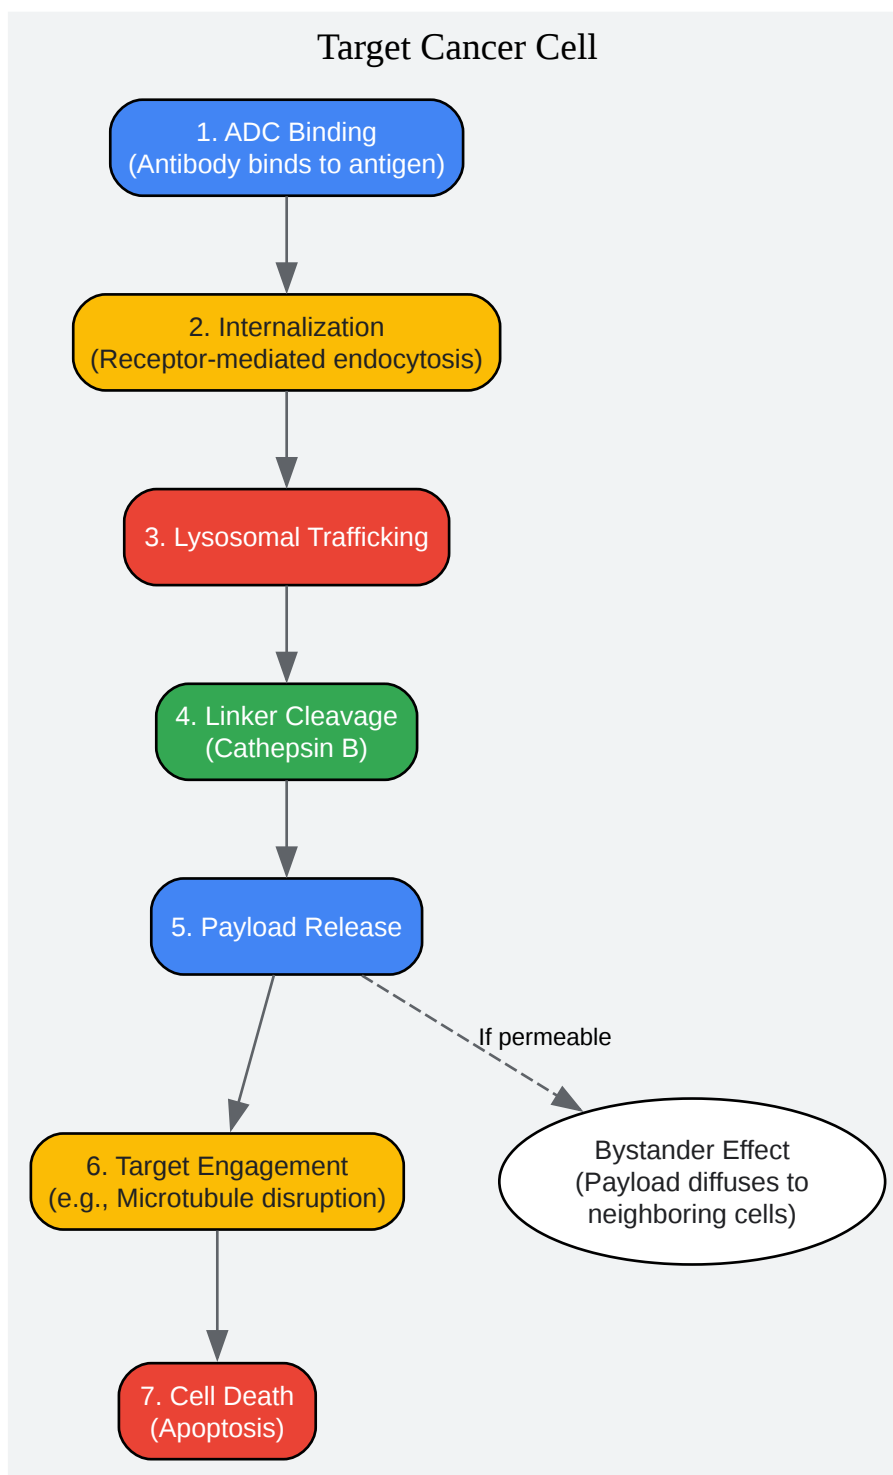 Target Cancer Cell
1. ADC Binding
(Antibody binds to antigen)
2. Internalization
(Receptor-mediated endocytosis)
3. Lysosomal Trafficking
4. Linker Cleavage
(Cathepsin B)
5. Payload Release
If permeable
6. Target Engagement
(e.g., Microtubule disruption)
Bystander Effect
(Payload diffuses to
neighboring cells)
7. Cell Death
(Apoptosis)